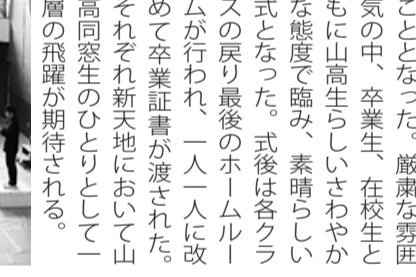 こととなった。厳粛な雰囲
気の中、卒業生、在校生と
もに山高生らしいさわやか
な態度で臨み、素晴らしい
式となった。式後は各クラ
スの戻り最後のホームルー
ムが行われ、一人一人に改
めて卒業証書が渡された。
それぞれ新天地において山
高同窓生のひとりとして一
層の飛躍が期待される。